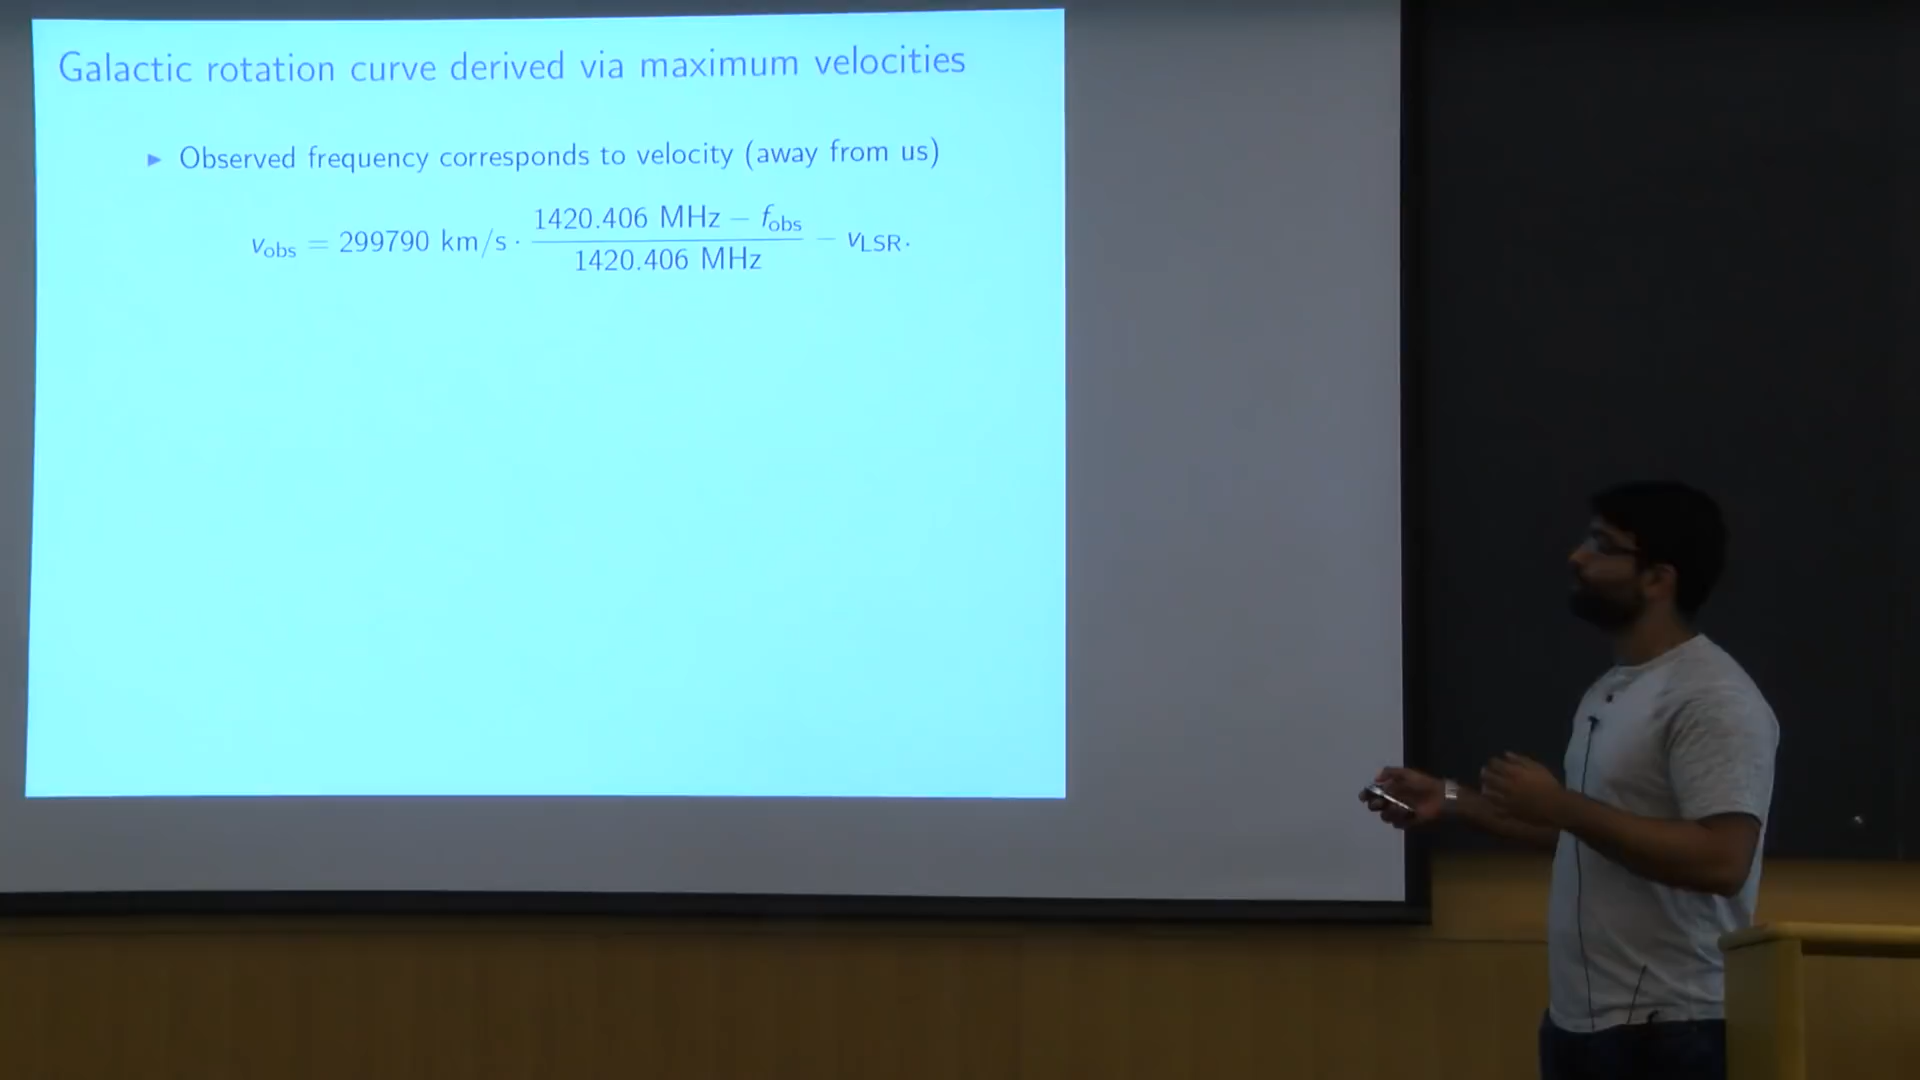 Galactic rotation curve derived via maximum velocities
▶ Observed frequency corresponds to velocity (away from us)
v_obs = 299790 km/s · (1420.406 MHz − f_obs) / (1420.406 MHz) − v_LSR.